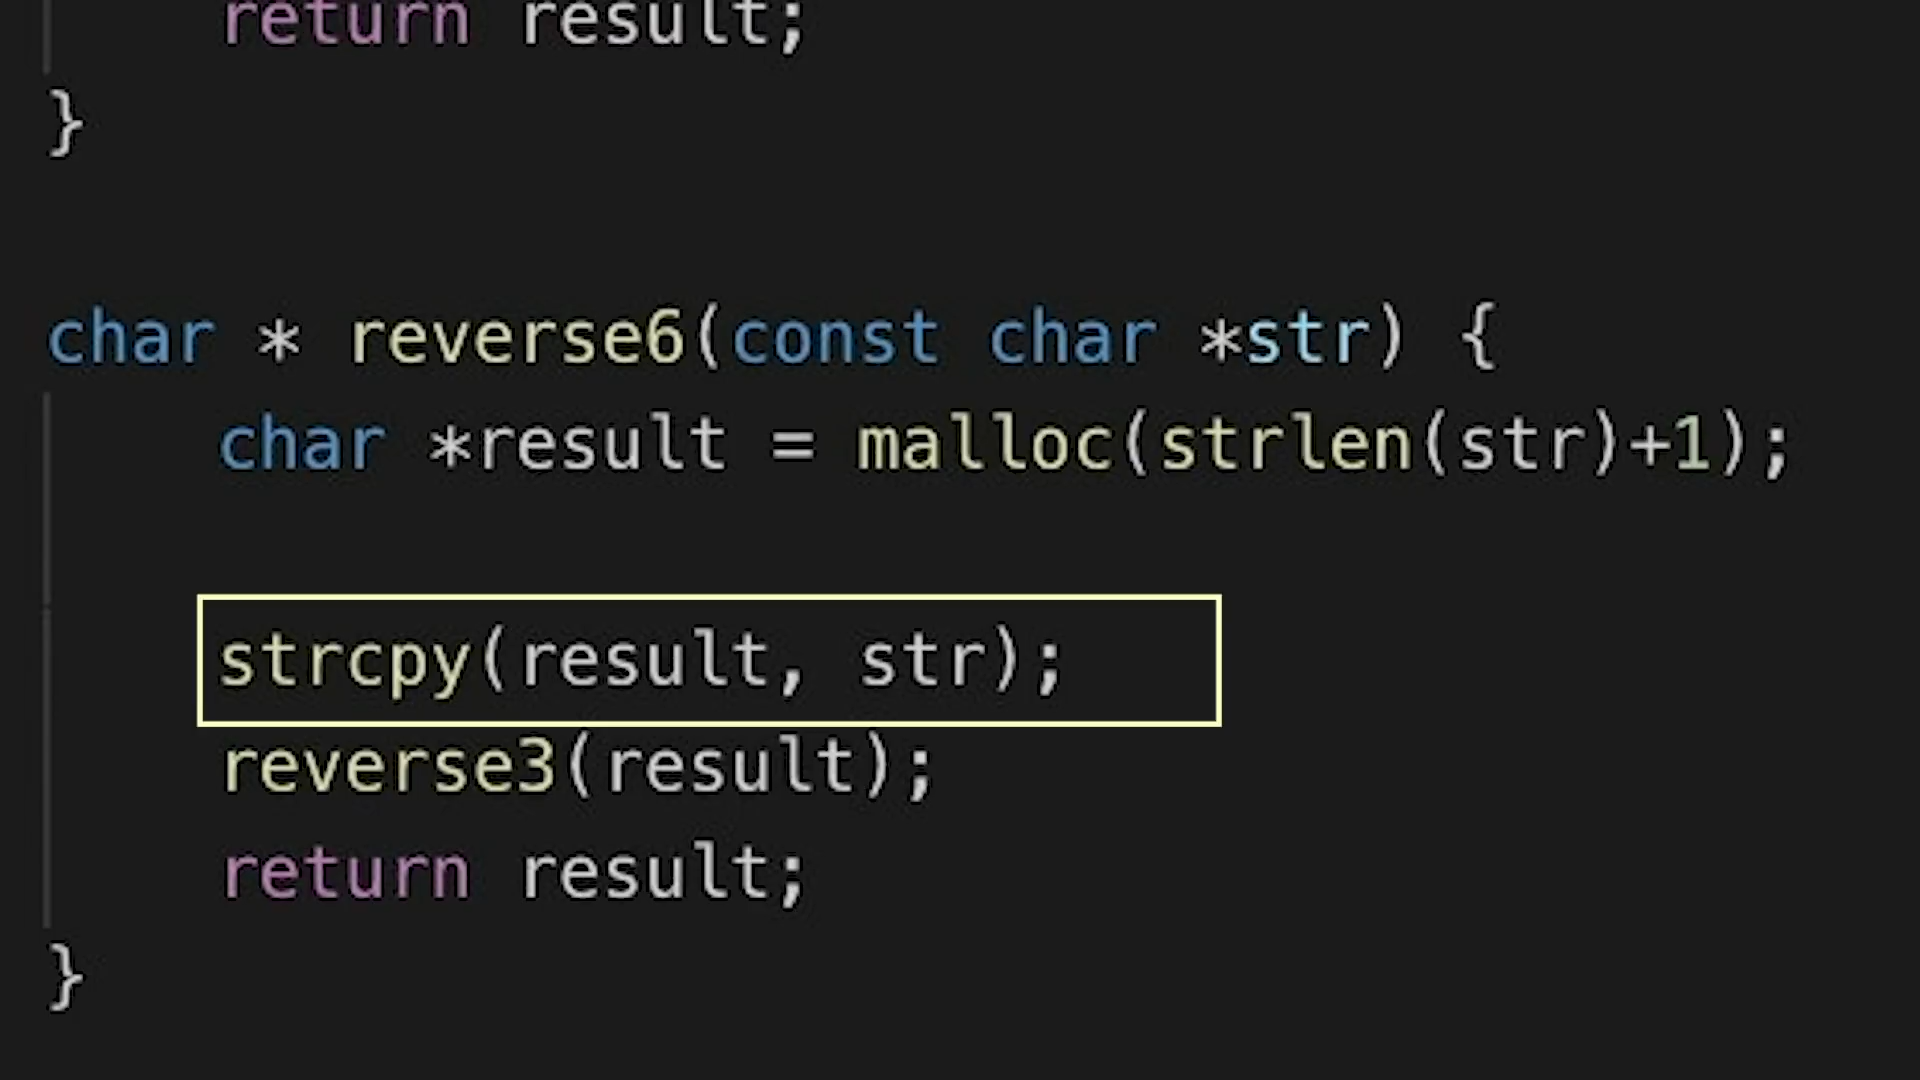 return result;
}
char * reverse6(const char *str) {
char *result = malloc(strlen(str)+1);
strcpy(result, str);
reverse3(result);
return result;
}